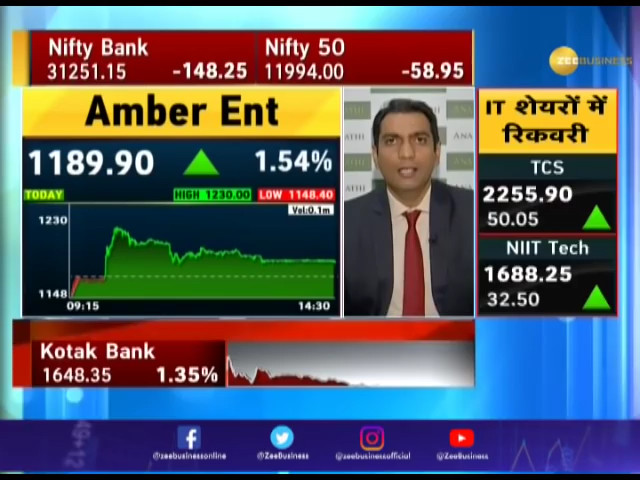 Nifty Bank
31251.15 -148.25
Nifty 50
11994.00 -58.95
ZEEBUSINESS
Amber Ent
1189.90 1.54%
TODAY HIGH 1230.00 LOW 1148.40
Vol:0.1m
1230
1148
09:15 14:30
ANA
ATHI
IT शेयरों में
रिकवरी
TCS
2255.90
50.05
NIIT Tech
1688.25
32.50
Kotak Bank
1648.35 1.35%
@zeebusinessonline @ZeeBusiness @zeebusinessofficial @ZeeBusiness